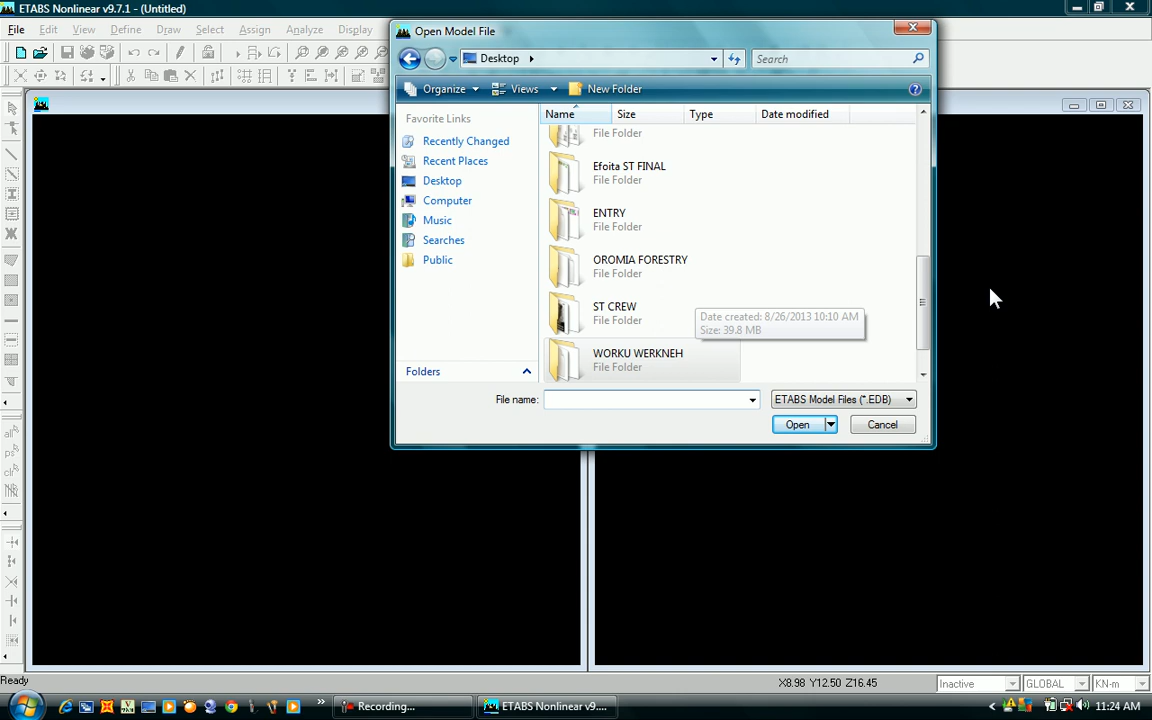 ETABS Nonlinear v9.7.1 - (Untitled)
File Edit View Define Draw Select Assign Analyze Display
Open Model File
Desktop
Search
Organize Views New Folder
Favorite Links
Recently Changed
Recent Places
Desktop
Computer
Music
Searches
Public
Folders
Name Size Type Date modified
File Folder
Efoita ST FINAL
File Folder
ENTRY
File Folder
OROMIA FORESTRY
File Folder
ST CREW
File Folder
Date created: 8/26/2013 10:10 AM
Size: 39.8 MB
WORKU WERKNEH
File Folder
File name:
ETABS Model Files (*.EDB)
Open Cancel
all
ps
clr
Ready
X8.98 Y12.50 Z16.45
Inactive GLOBAL KN-m
Recording...
ETABS Nonlinear v9....
11:24 AM